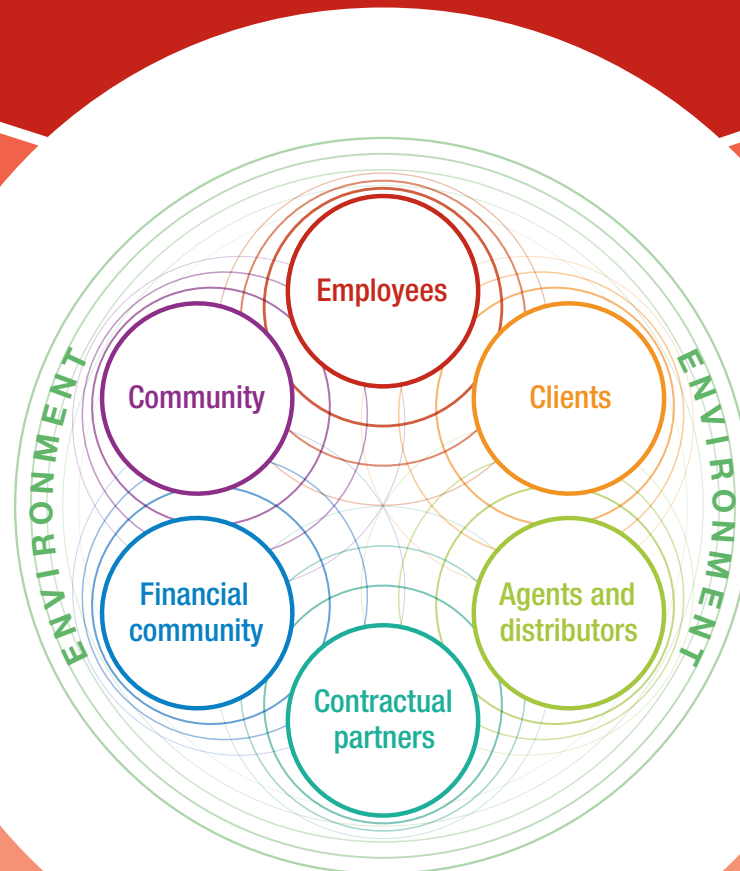 Employees
Community
Clients
ENVIRONMENT
ENVIRONMENT
Financial
community
Agents and
distributors
Contractual
partners